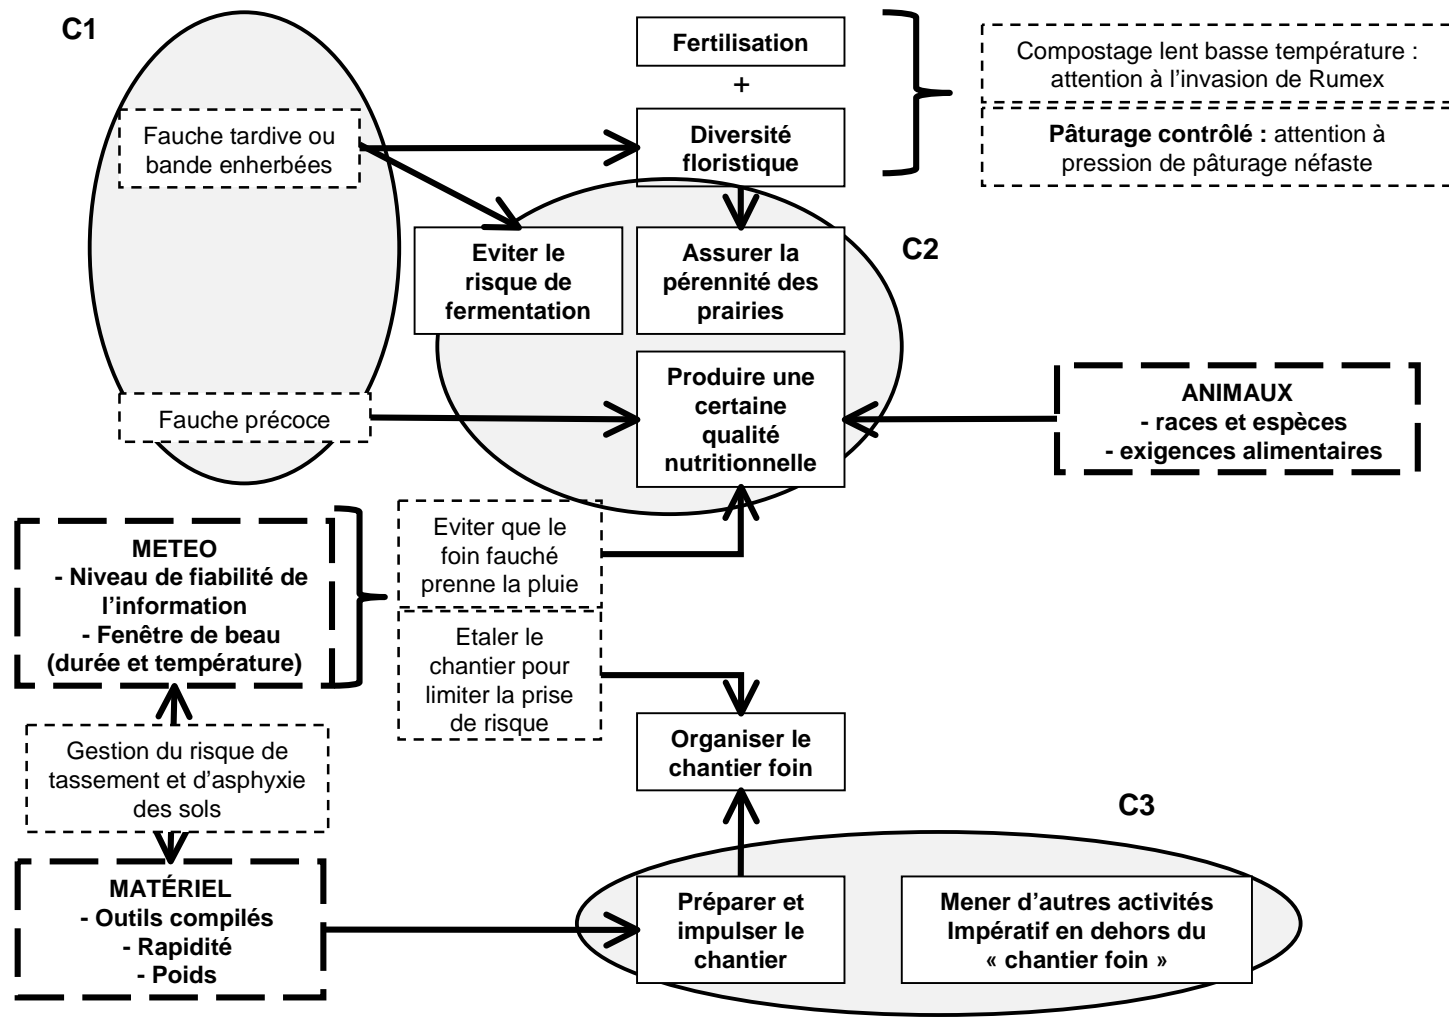 C1
Fertilisation
+
Compostage lent basse température :
attention à l’invasion de Rumex
Fauche tardive ou
bande enherbées
Diversité
floristique
Pâturage contrôlé : attention à
pression de pâturage néfaste
C2
Eviter le
risque de
fermentation
Assurer la
pérennité des
prairies
Fauche précoce
Produire une
certaine
qualité
nutritionnelle
ANIMAUX
- races et espèces
- exigences alimentaires
METEO
- Niveau de fiabilité de
l’information
- Fenêtre de beau
(durée et température)
Eviter que le
foin fauché
prenne la pluie
Etaler le
chantier pour
limiter la prise
de risque
Gestion du risque de
tassement et d’asphyxie
des sols
Organiser le
chantier foin
C3
MATÉRIEL
- Outils compilés
- Rapidité
- Poids
Préparer et
impulser le
chantier
Mener d’autres activités
Impératif en dehors du
« chantier foin »